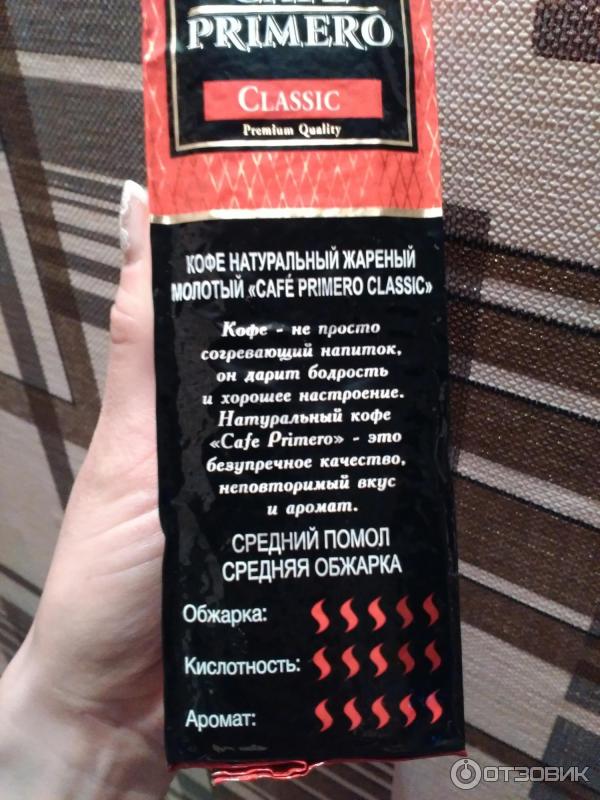 CAFÉ
PRIMERO
CLASSIC
Premium Quality
КОФЕ НАТУРАЛЬНЫЙ ЖАРЕНЫЙ
МОЛОТЫЙ «CAFÉ PRIMERO CLASSIC»
Кофе - не просто
согревающий напиток,
он дарит бодрость
и хорошее настроение.
Натуральный кофе
«Cafe Primero» - это
безупречное качество,
неповторимый вкус
и аромат.
СРЕДНИЙ ПОМОЛ
СРЕДНЯЯ ОБЖАРКА
Обжарка:
Кислотность:
Аромат:
ОТЗОВИК